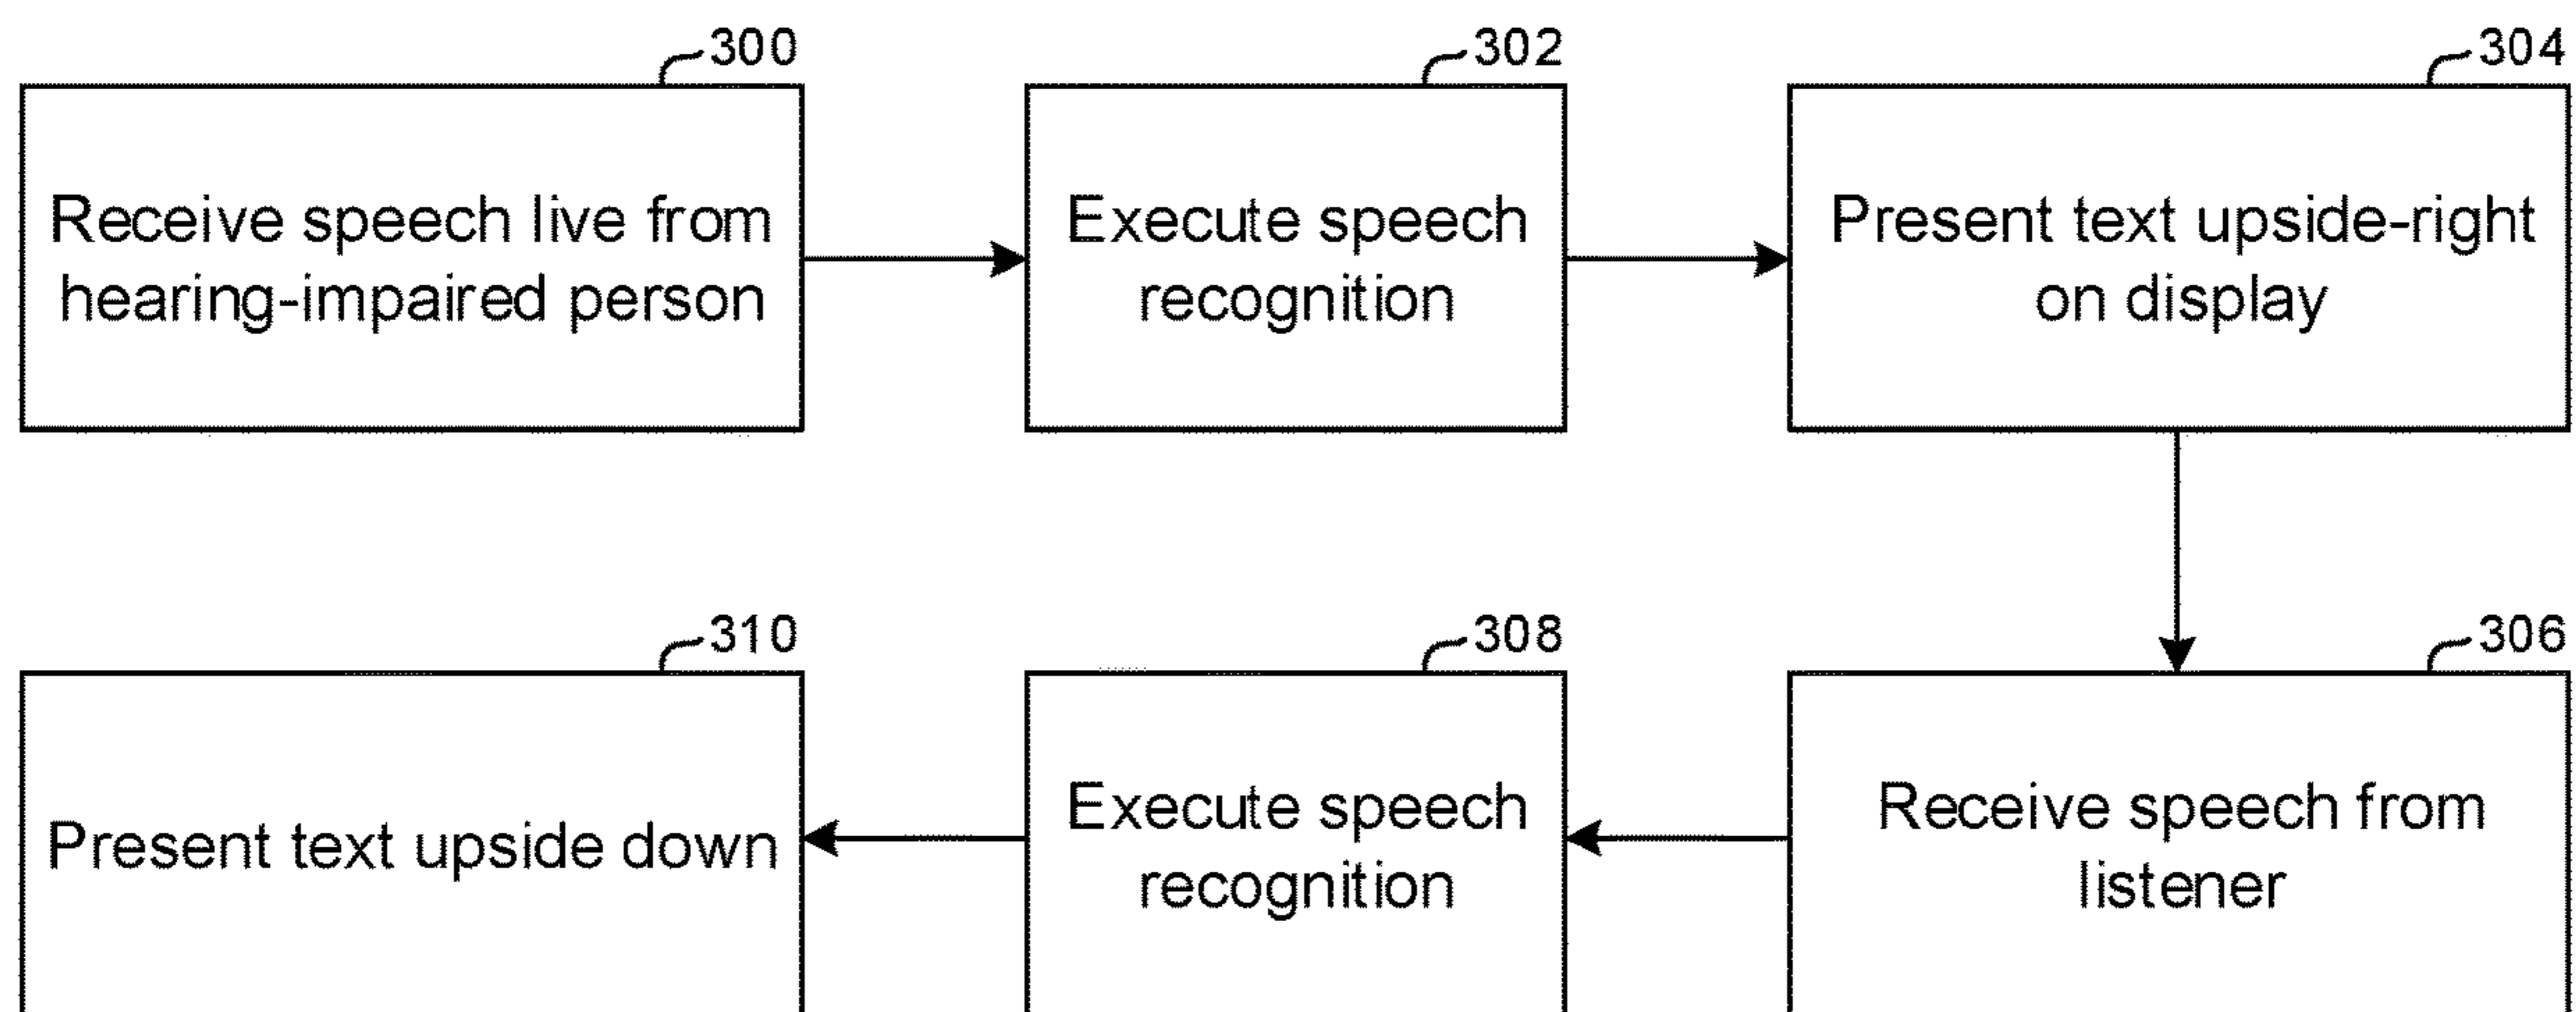 300
Receive speech live from
hearing-impaired person
302
Execute speech
recognition
304
Present text upside-right
on display
306
Receive speech from
listener
308
Execute speech
recognition
310
Present text upside down